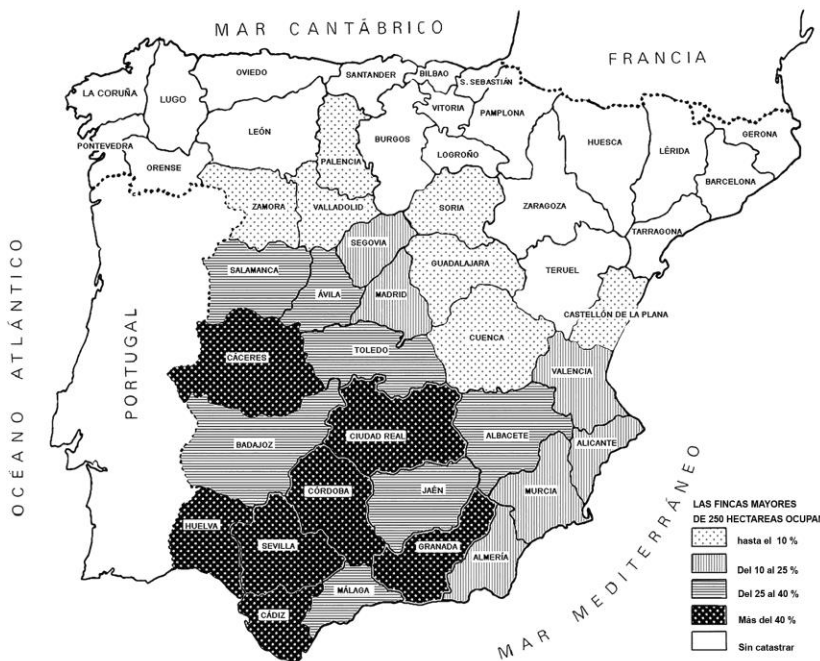 MAR CANTÁBRICO
FRANCIA
OCÉANO ATLÁNTICO
PORTUGAL
MAR MEDITERRÁNEO
LA CORUÑA
LUGO
OVIEDO
SANTANDER
BILBAO
S. SEBASTIÁN
VITORIA
PAMPLONA
PONTEVEDRA
ORENSE
LEÓN
PALENCIA
BURGOS
LOGROÑO
HUESCA
LÉRIDA
GERONA
BARCELONA
ZAMORA
VALLADOLID
SORIA
ZARAGOZA
TARRAGONA
SEGOVIA
SALAMANCA
ÁVILA
MADRID
GUADALAJARA
TERUEL
CASTELLÓN DE LA PLANA
CÁCERES
TOLEDO
CUENCA
VALENCIA
BADAJOZ
CIUDAD REAL
ALBACETE
ALICANTE
CÓRDOBA
JAÉN
MURCIA
HUELVA
SEVILLA
GRANADA
ALMERÍA
MÁLAGA
CÁDIZ
LAS FINCAS MAYORES
DE 250 HECTAREAS OCUPAN
hasta el 10 %
Del 10 al 25 %
Del 25 al 40 %
Más del 40 %
Sin catastrar